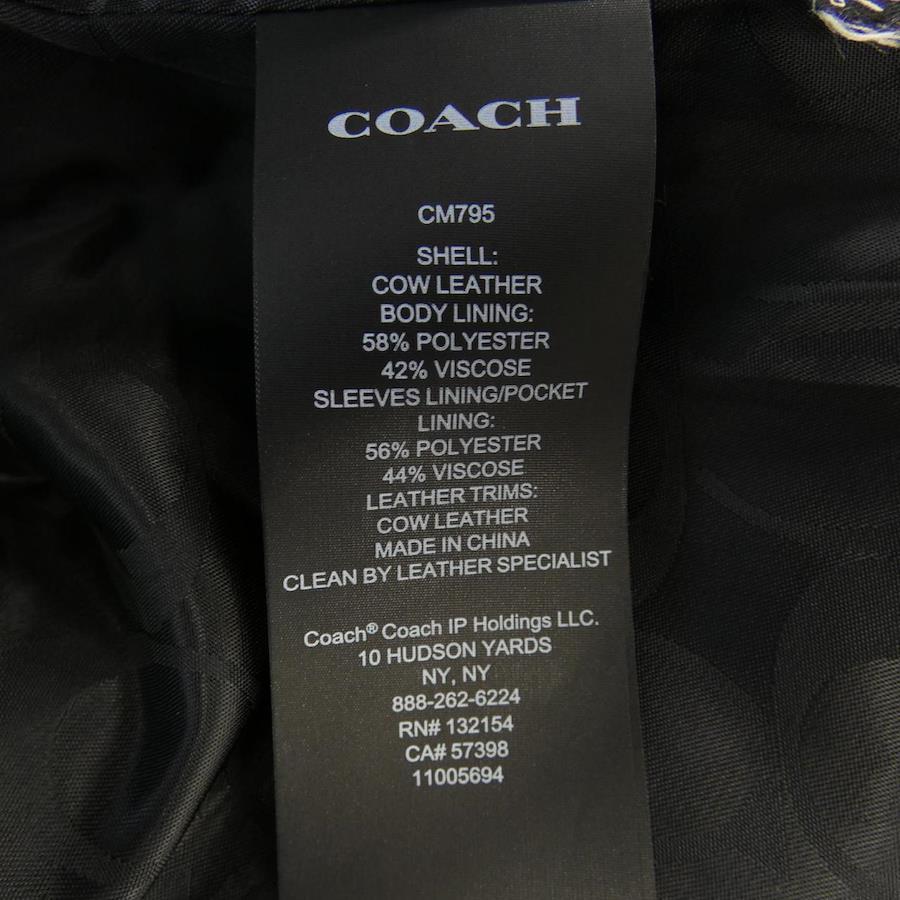 COACH
CM795
SHELL:
COW LEATHER
BODY LINING:
58% POLYESTER
42% VISCOSE
SLEEVES LINING/POCKET
LINING:
56% POLYESTER
44% VISCOSE
LEATHER TRIMS:
COW LEATHER
MADE IN CHINA
CLEAN BY LEATHER SPECIALIST
Coach® Coach IP Holdings LLC.
10 HUDSON YARDS
NY, NY
888-262-6224
RN# 132154
CA# 57398
11005694